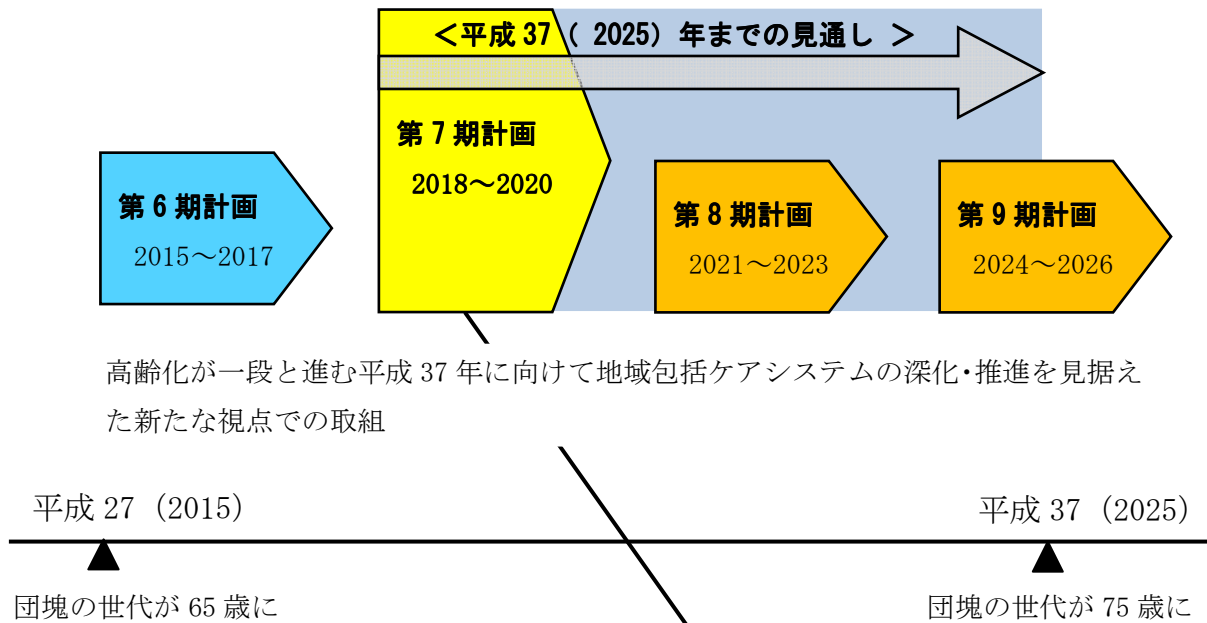 ＜平成 37（ 2025）年までの見通し ＞
第７期計画
2018～2020
第６期計画
2015～2017
第８期計画
2021～2023
第９期計画
2024～2026
高齢化が一段と進む平成 37 年に向けて地域包括ケアシステムの深化・推進を見据え
た新たな視点での取組
平成 27（2015）
平成 37（2025）
団塊の世代が 65 歳に
団塊の世代が 75 歳に